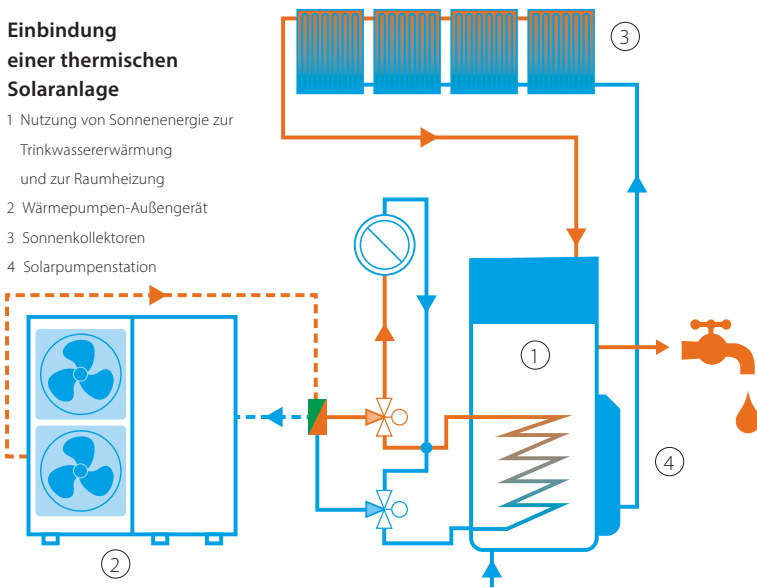 Einbindung
einer thermischen
Solaranlage
1 Nutzung von Sonnenenergie zur
Trinkwassererwärmung
und zur Raumheizung
2 Wärmepumpen-Außengerät
3 Sonnenkollektoren
4 Solarpumpenstation
3
1
4
2